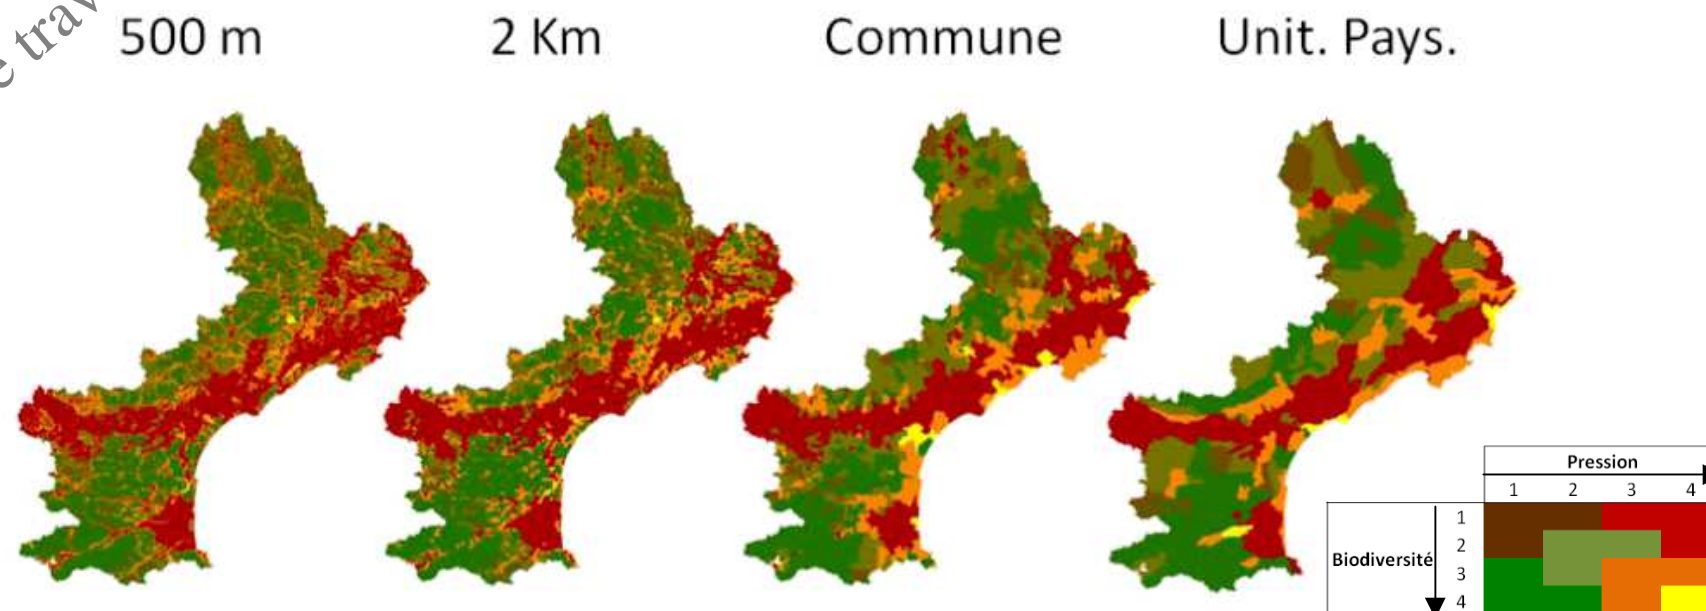 500 m
2 Km
Commune
Unit. Pays.
Pression
1 2 3 4
1
2
Biodiversité
3
4